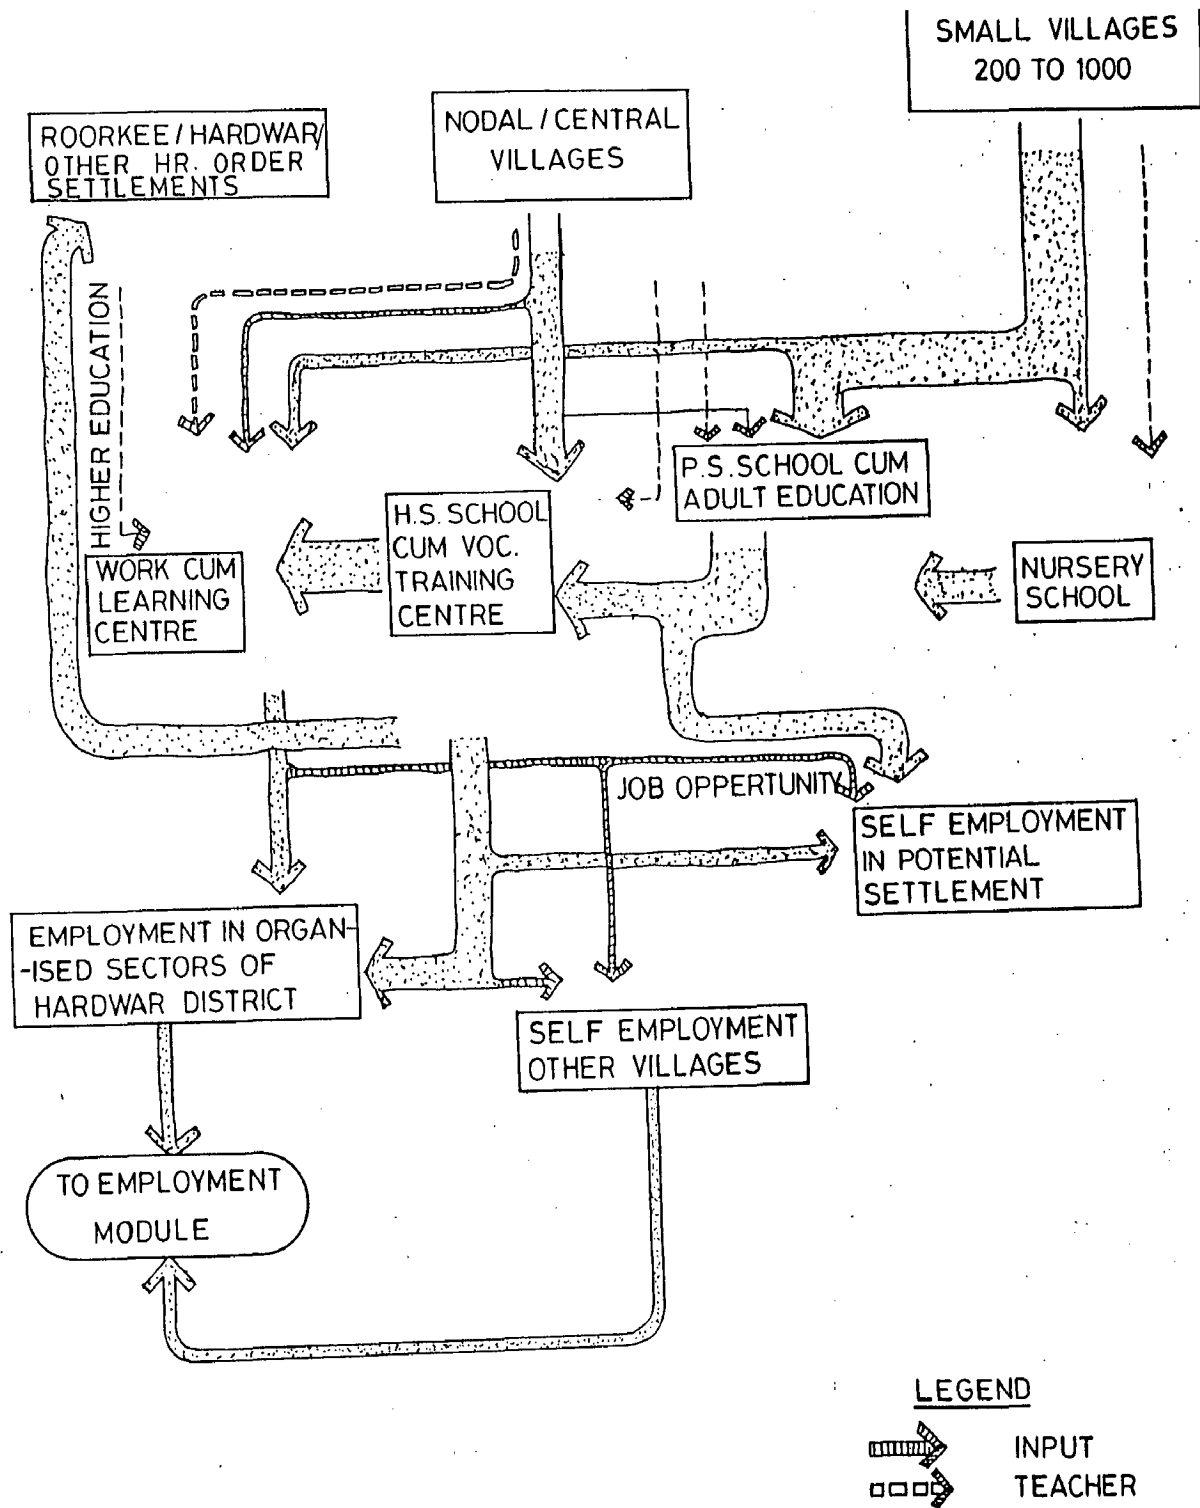 SMALL VILLAGES
200 TO 1000
NODAL / CENTRAL
VILLAGES
ROORKEE / HARDWAR/
OTHER HR. ORDER
SETTLEMENTS
HIGHER EDUCATION
P.S. SCHOOL CUM
ADULT EDUCATION
H.S. SCHOOL
CUM VOC.
TRAINING
CENTRE
WORK CUM
LEARNING
CENTRE
NURSERY
SCHOOL
JOB OPPERTUNITY
SELF EMPLOYMENT
IN POTENTIAL
SETTLEMENT
EMPLOYMENT IN ORGAN-
-ISED SECTORS OF
HARDWAR DISTRICT
SELF EMPLOYMENT
OTHER VILLAGES
TO EMPLOYMENT
MODULE
LEGEND
INPUT
TEACHER